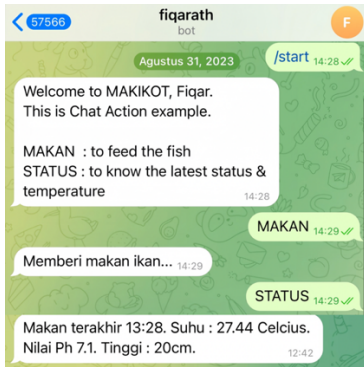 57566
fiqarath
bot
F
Agustus 31, 2023
/start 14:28
Welcome to MAKIKOT, Fiqar.
This is Chat Action example.
MAKAN : to feed the fish
STATUS : to know the latest status &
temperature
14:28
MAKAN 14:29
Memberi makan ikan... 14:29
STATUS 14:29
Makan terakhir 13:28. Suhu : 27.44 Celcius.
Nilai Ph 7.1. Tinggi : 20cm.
12:42